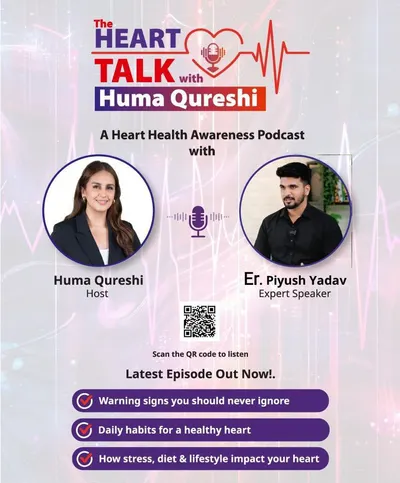 The
HEART
TALK with
Huma Qureshi
A Heart Health Awareness Podcast
with
Huma Qureshi
Host
Er. Piyush Yadav
Expert Speaker
Scan the QR code to listen
Latest Episode Out Now!.
Warning signs you should never ignore
Daily habits for a healthy heart
How stress, diet & lifestyle impact your heart